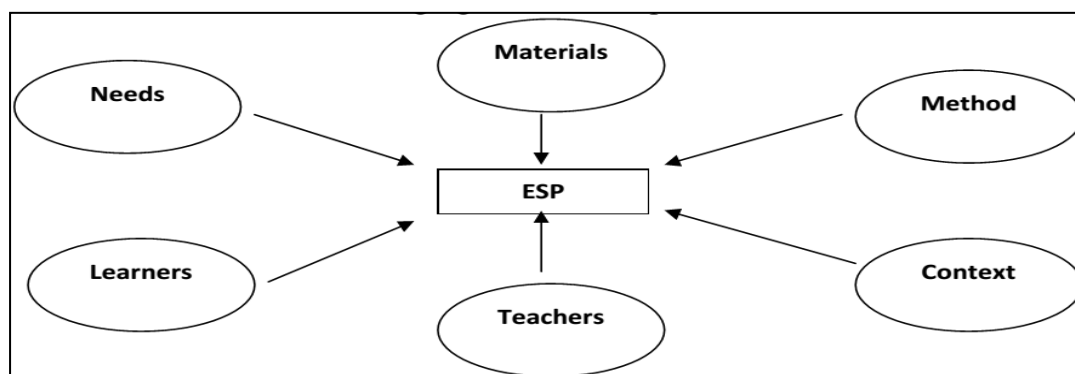 Materials
Needs
Method
ESP
Learners
Context
Teachers